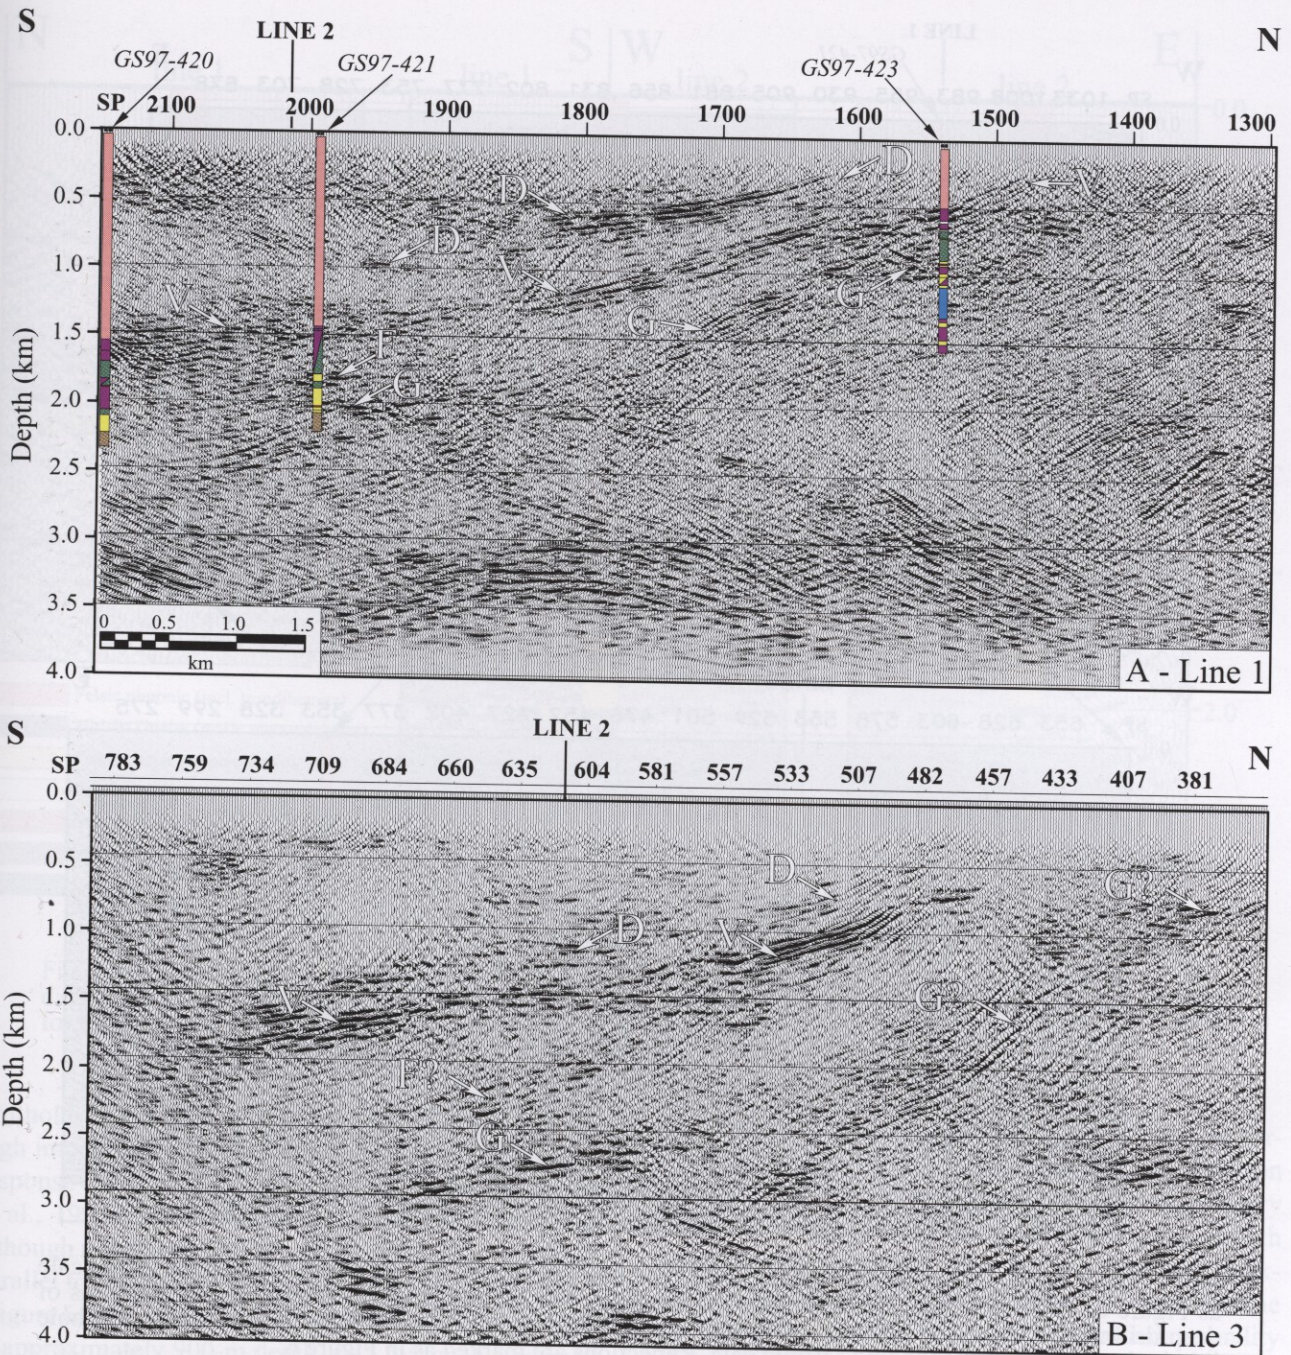 S LINE 2 N
GS97-420 GS97-421 GS97-423
SP 2100 2000 1900 1800 1700 1600 1500 1400 1300
0.0
0.5
1.0
1.5
2.0
2.5
3.0
3.5
4.0
Depth (km)
D D V
D
V G
V G
F
G
0 0.5 1.0 1.5
km
A - Line 1
S LINE 2 N
SP 783 759 734 709 684 660 635 604 581 557 533 507 482 457 433 407 381
0.0
0.5
1.0
1.5
2.0
2.5
3.0
3.5
4.0
Depth (km)
D G?
D V
V G?
F?
G
B - Line 3